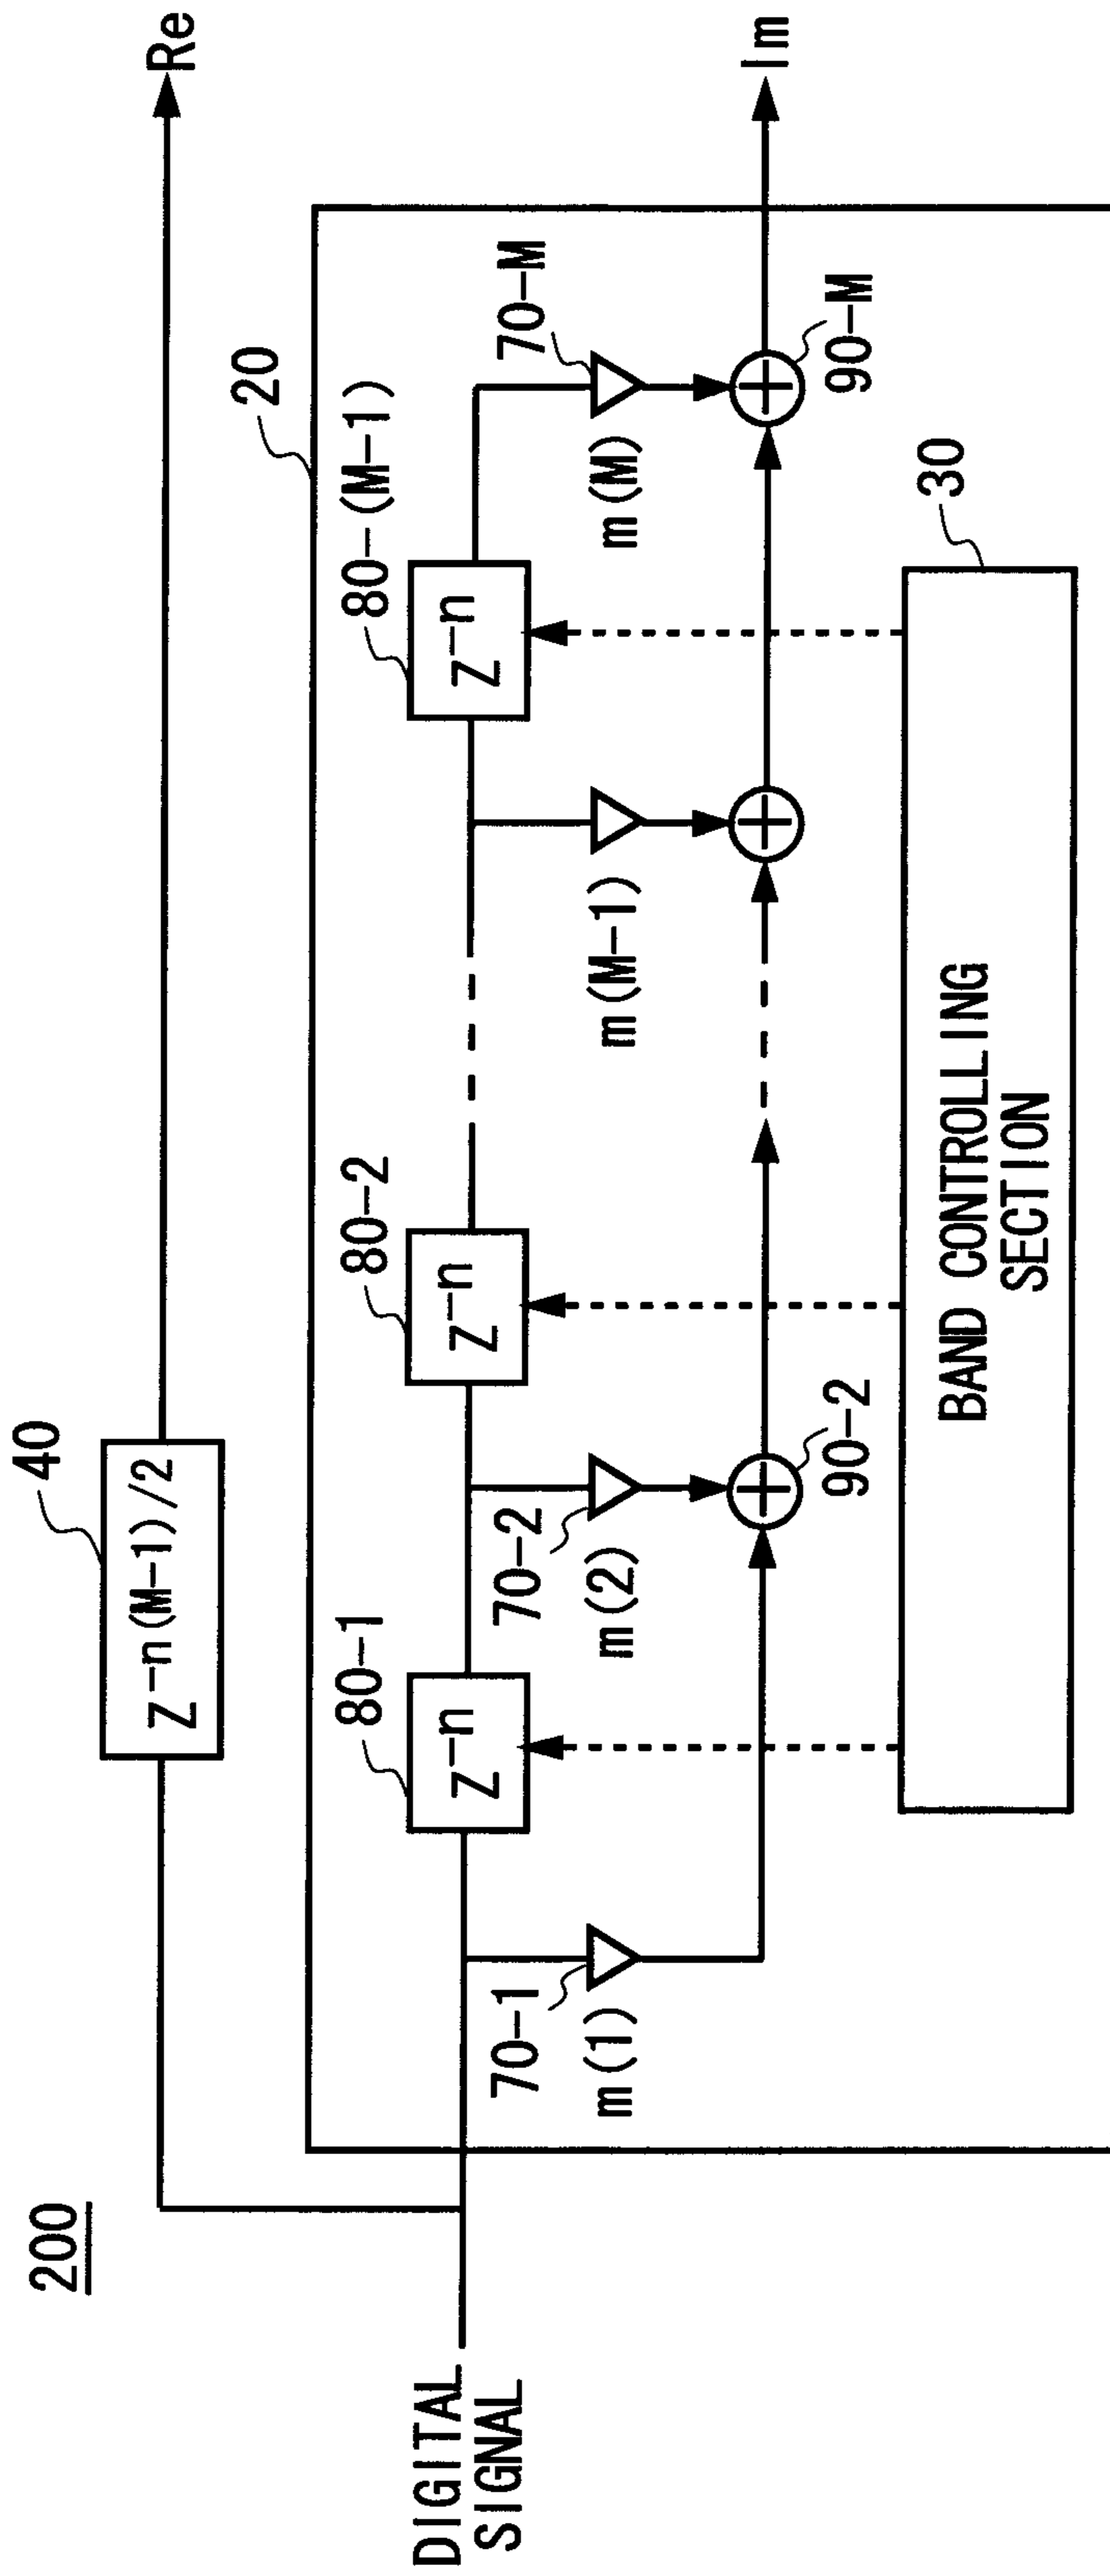 200
40
Z⁻ⁿ⁽ᴹ⁻¹⁾/²
Re
20
DIGITAL
SIGNAL
80-1
Z⁻ⁿ
80-2
Z⁻ⁿ
80-(M-1)
Z⁻ⁿ
70-1
m(1)
70-2
m(2)
m(M-1)
70-M
m(M)
90-2
90-M
Im
30
BAND CONTROLLING
SECTION